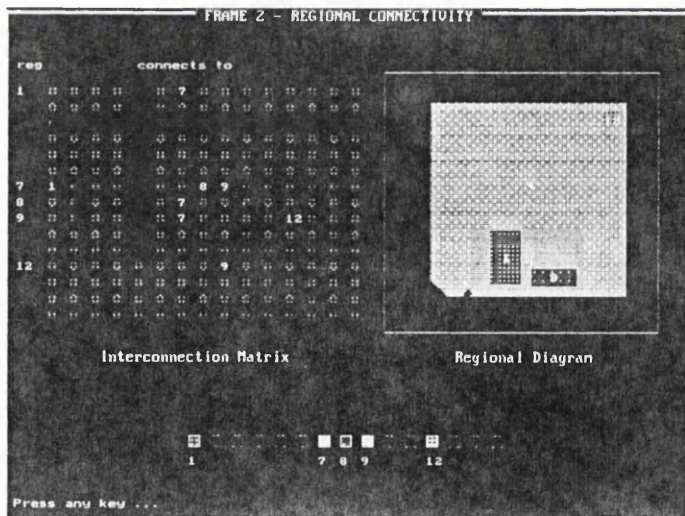 FRAME 2 - REGIONAL CONNECTIVITY
reg connects to
1 7
7 1 8 9
8 7
9 7 12
12 9
Interconnection Matrix Regional Diagram
1 7 8 9 12
Press any key ...